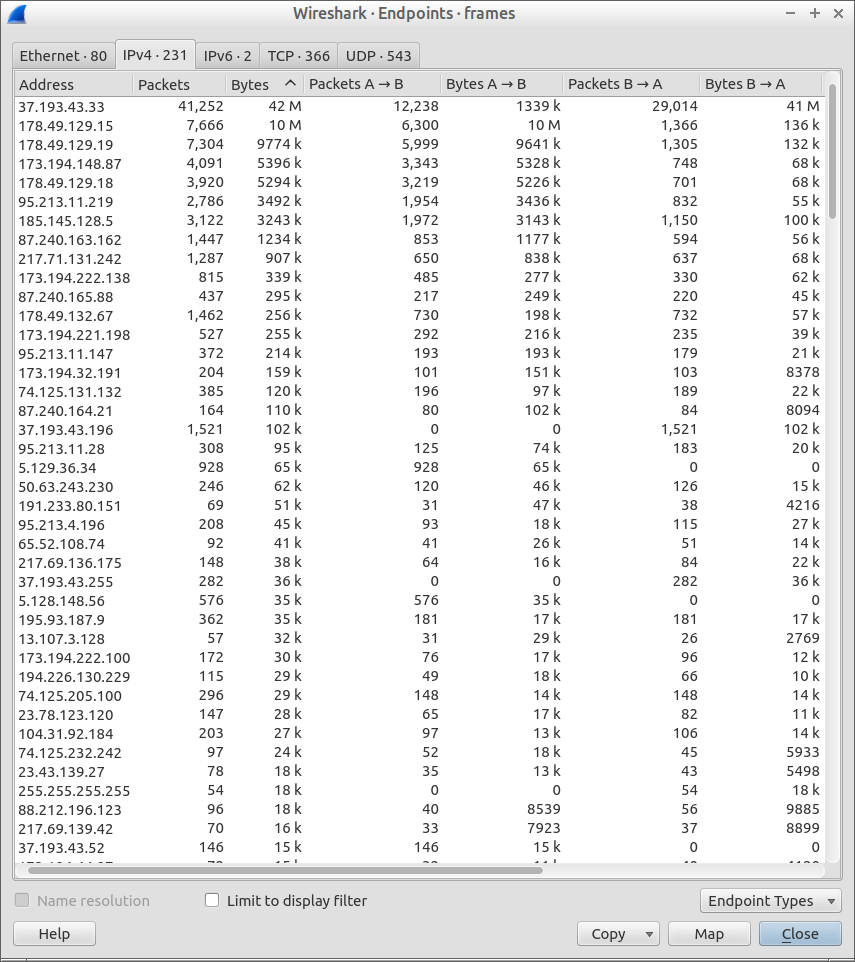 Wireshark · Endpoints · frames
Ethernet · 80 IPv4 · 231 IPv6 · 2 TCP · 366 UDP · 543
Address Packets Bytes Packets A → B Bytes A → B Packets B → A Bytes B → A
37.193.43.33 41,252 42 M 12,238 1339 k 29,014 41 M
178.49.129.15 7,666 10 M 6,300 10 M 1,366 136 k
178.49.129.19 7,304 9774 k 5,999 9641 k 1,305 132 k
173.194.148.87 4,091 5396 k 3,343 5328 k 748 68 k
178.49.129.18 3,920 5294 k 3,219 5226 k 701 68 k
95.213.11.219 2,786 3492 k 1,954 3436 k 832 55 k
185.145.128.5 3,122 3243 k 1,972 3143 k 1,150 100 k
87.240.163.162 1,447 1234 k 853 1177 k 594 56 k
217.71.131.242 1,287 907 k 650 838 k 637 68 k
173.194.222.138 815 339 k 485 277 k 330 62 k
87.240.165.88 437 295 k 217 249 k 220 45 k
178.49.132.67 1,462 256 k 730 198 k 732 57 k
173.194.221.198 527 255 k 292 216 k 235 39 k
95.213.11.147 372 214 k 193 193 k 179 21 k
173.194.32.191 204 159 k 101 151 k 103 8378
74.125.131.132 385 120 k 196 97 k 189 22 k
87.240.164.21 164 110 k 80 102 k 84 8094
37.193.43.196 1,521 102 k 0 0 1,521 102 k
95.213.11.28 308 95 k 125 74 k 183 20 k
5.129.36.34 928 65 k 928 65 k 0 0
50.63.243.230 246 62 k 120 46 k 126 15 k
191.233.80.151 69 51 k 31 47 k 38 4216
95.213.4.196 208 45 k 93 18 k 115 27 k
65.52.108.74 92 41 k 41 26 k 51 14 k
217.69.136.175 148 38 k 64 16 k 84 22 k
37.193.43.255 282 36 k 0 0 282 36 k
5.128.148.56 576 35 k 576 35 k 0 0
195.93.187.9 362 35 k 181 17 k 181 17 k
13.107.3.128 57 32 k 31 29 k 26 2769
173.194.222.100 172 30 k 76 17 k 96 12 k
194.226.130.229 115 29 k 49 18 k 66 10 k
74.125.205.100 296 29 k 148 14 k 148 14 k
23.78.123.120 147 28 k 65 17 k 82 11 k
104.31.92.184 203 27 k 97 13 k 106 14 k
74.125.232.242 97 24 k 52 18 k 45 5933
23.43.139.27 78 18 k 35 13 k 43 5498
255.255.255.255 54 18 k 0 0 54 18 k
88.212.196.123 96 18 k 40 8539 56 9885
217.69.139.42 70 16 k 33 7923 37 8899
37.193.43.52 146 15 k 146 15 k 0 0
Name resolution Limit to display filter Endpoint Types
Help Copy Map Close